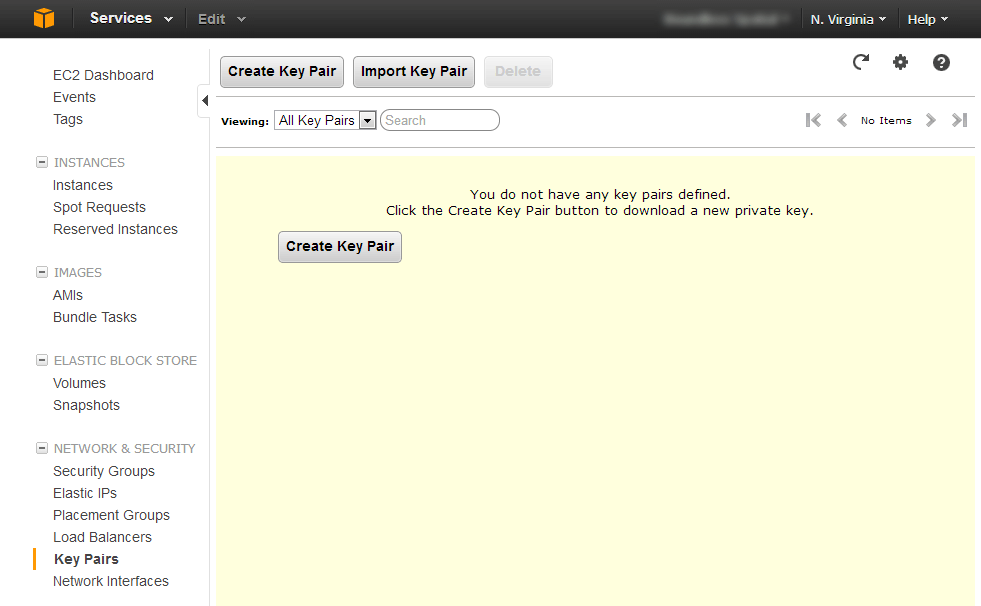 Services Edit N. Virginia Help
EC2 Dashboard
Events
Tags
INSTANCES
Instances
Spot Requests
Reserved Instances
IMAGES
AMIs
Bundle Tasks
ELASTIC BLOCK STORE
Volumes
Snapshots
NETWORK & SECURITY
Security Groups
Elastic IPs
Placement Groups
Load Balancers
Key Pairs
Network Interfaces
Create Key Pair Import Key Pair Delete
Viewing: All Key Pairs Search No Items
You do not have any key pairs defined.
Click the Create Key Pair button to download a new private key.
Create Key Pair